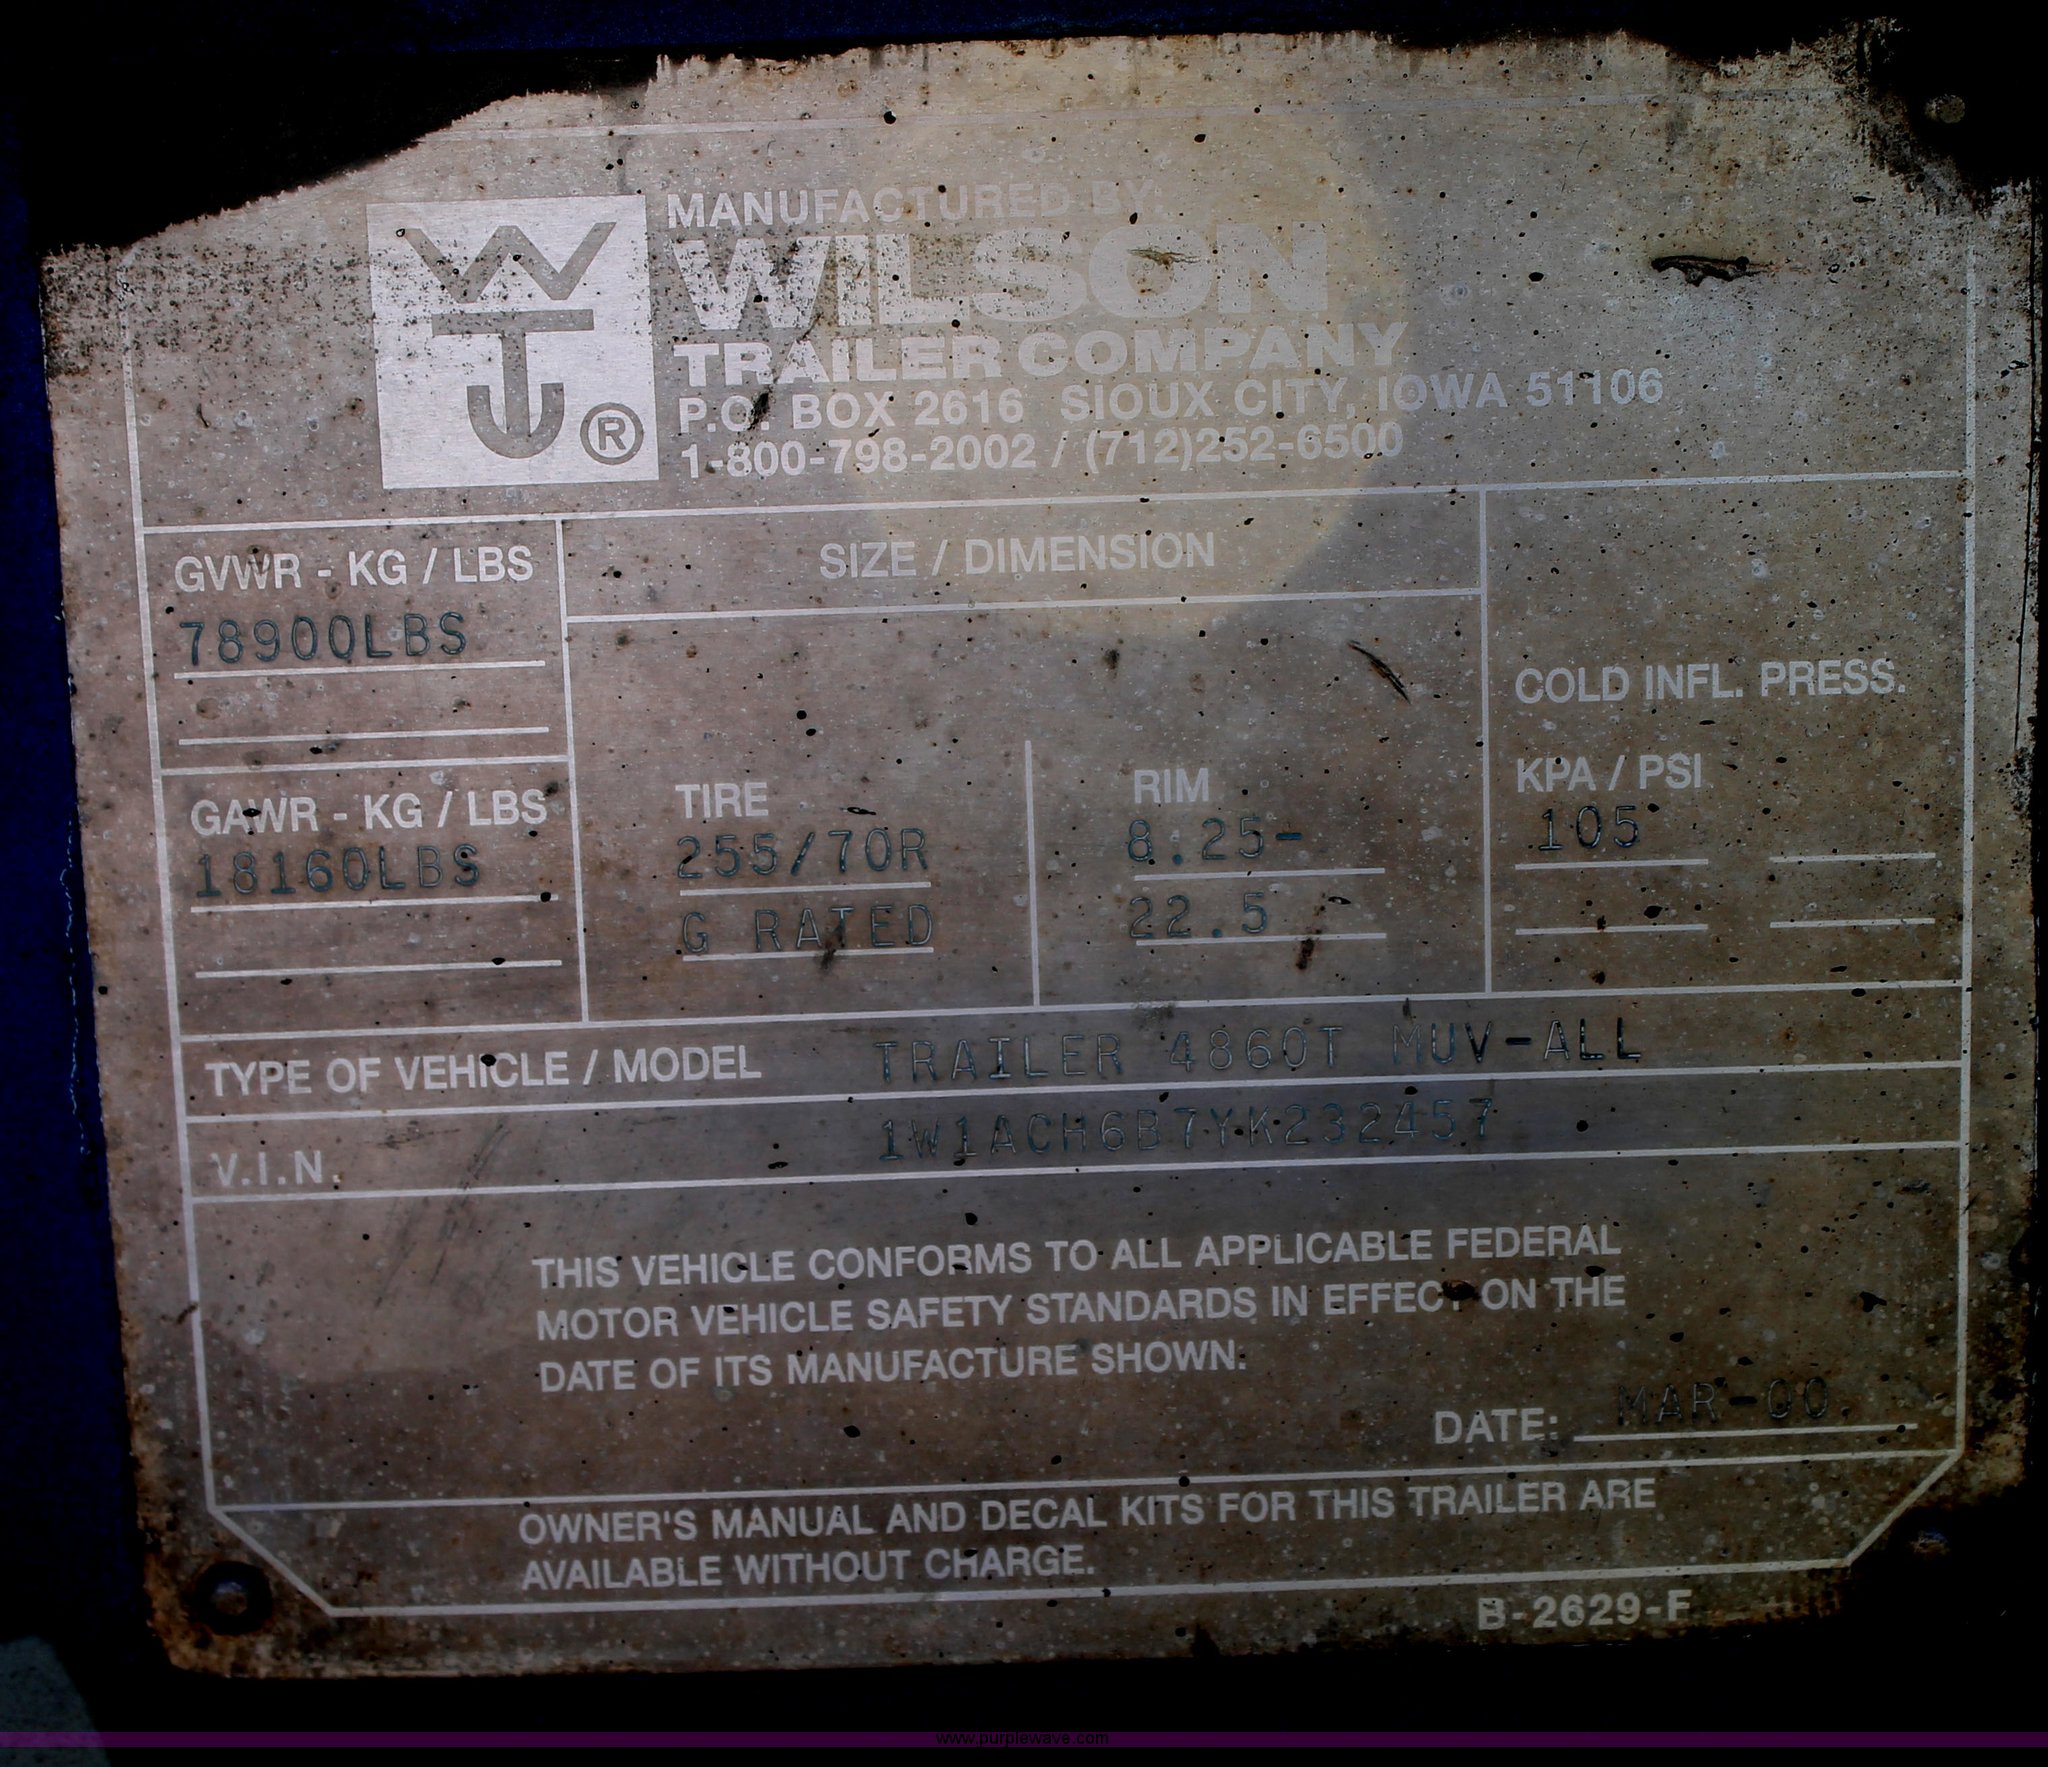 MANUFACTURED BY:
WILSON
TRAILER COMPANY
P.O. BOX 2616 SIOUX CITY, IOWA 51106
1-800-798-2002 / (712)252-6500
WTJ ®
GVWR - KG / LBS
78900LBS
GAWR - KG / LBS
18160LBS
SIZE / DIMENSION
TIRE
255/70R
G RATED
RIM
8.25-
22.5
COLD INFL. PRESS.
KPA / PSI
105
TYPE OF VEHICLE / MODEL TRAILER 4860T MUV-ALL
V.I.N. 1W1ACH6B7YK232457
THIS VEHICLE CONFORMS TO ALL APPLICABLE FEDERAL
MOTOR VEHICLE SAFETY STANDARDS IN EFFECT ON THE
DATE OF ITS MANUFACTURE SHOWN:
DATE: MAR-00
OWNER'S MANUAL AND DECAL KITS FOR THIS TRAILER ARE
AVAILABLE WITHOUT CHARGE.
B-2629-F
www.purplewave.com